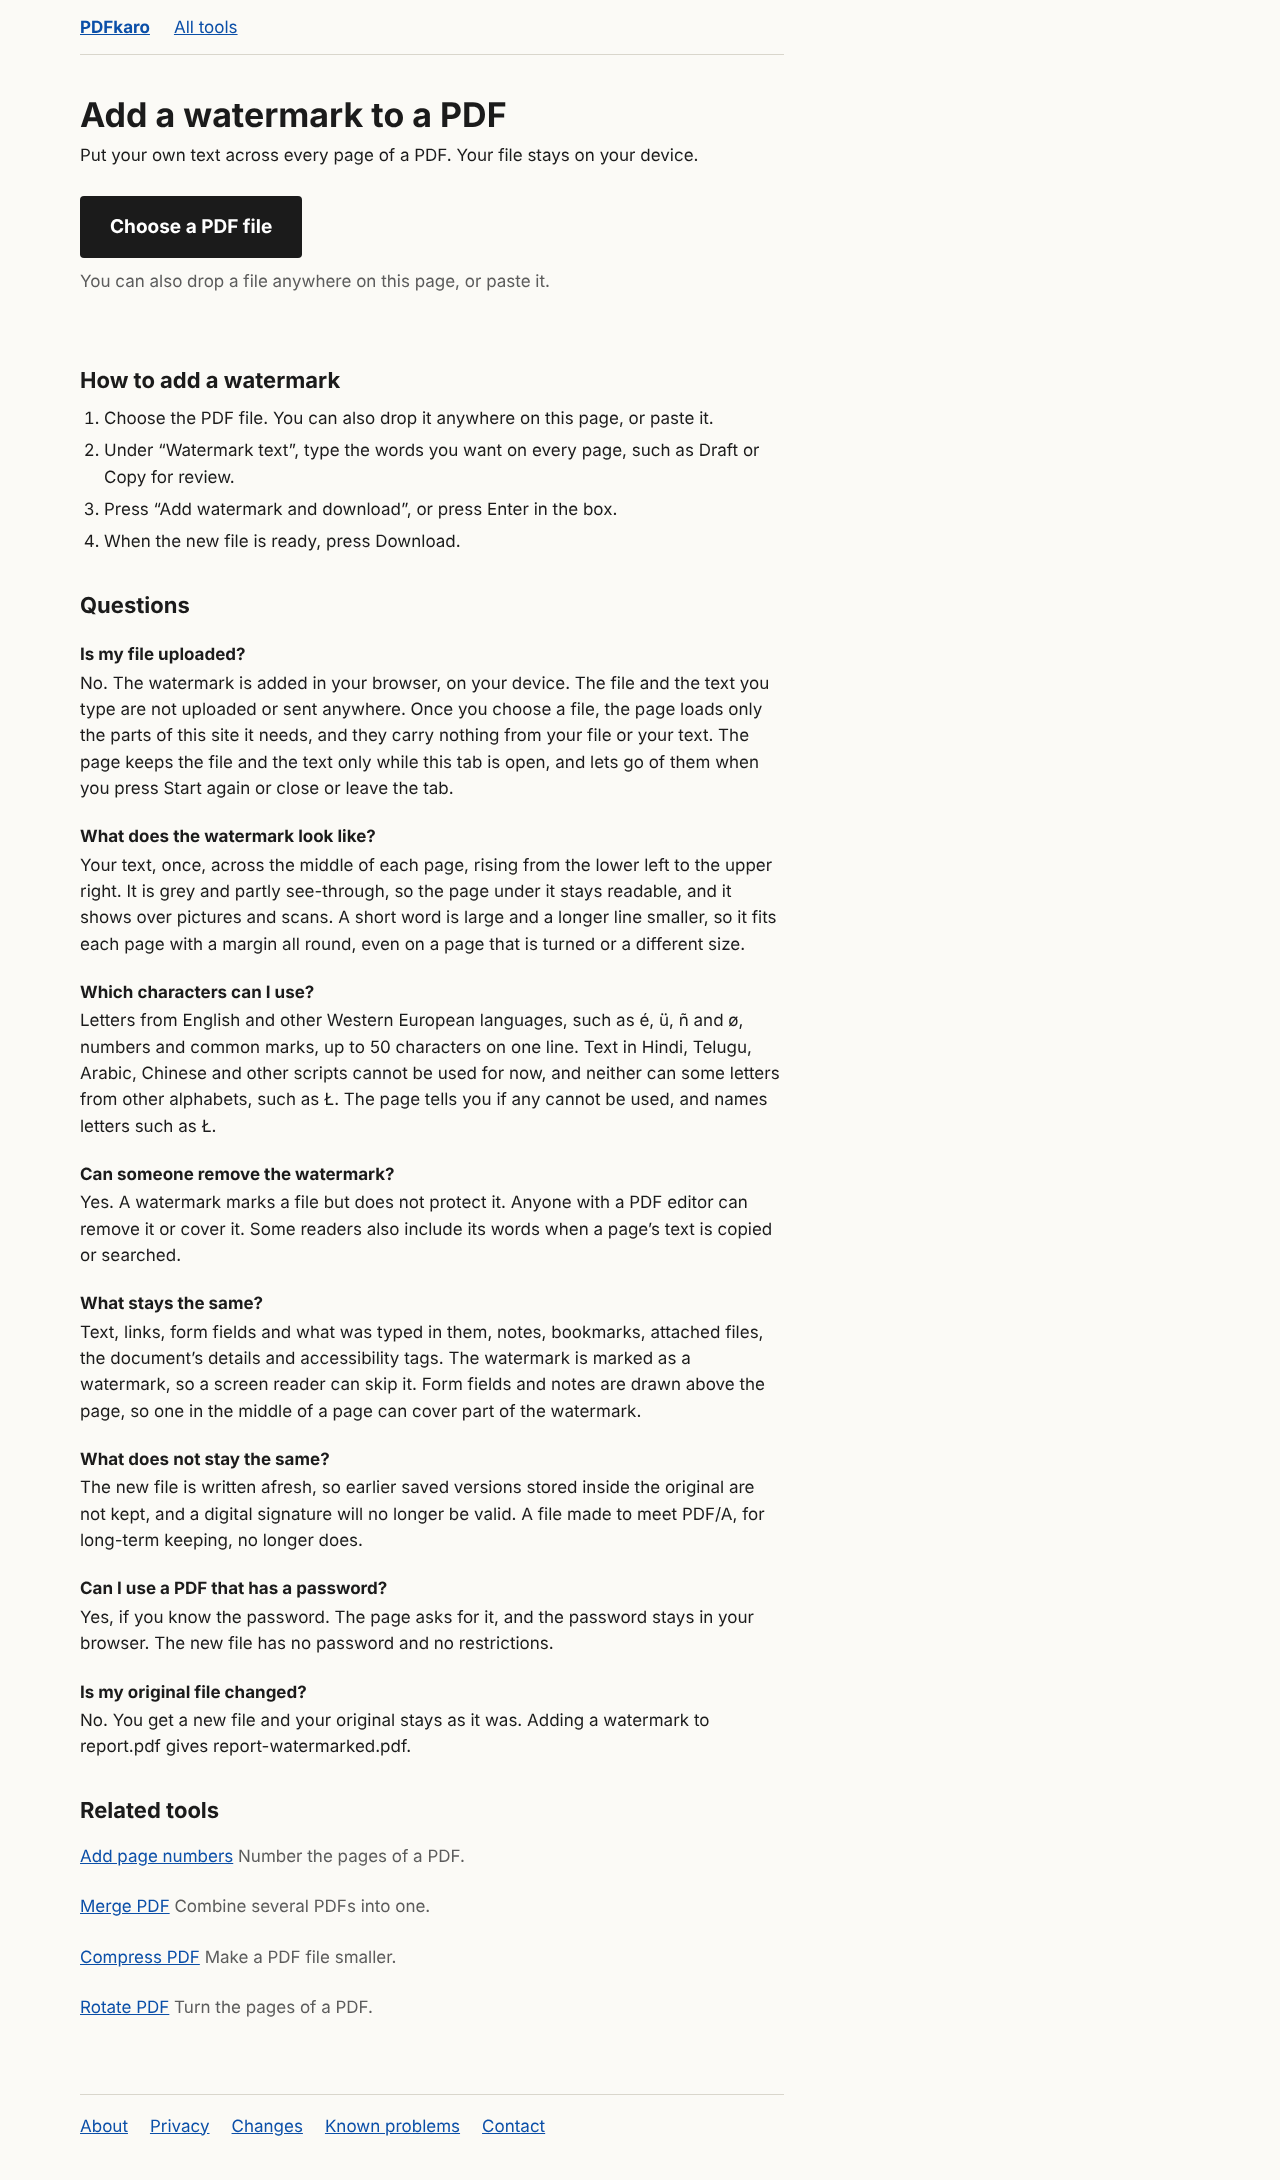 PDFkaro All tools
Add a watermark to a PDF
Put your own text across every page of a PDF. Your file stays on your device.
Choose a PDF file
You can also drop a file anywhere on this page, or paste it.
How to add a watermark
1. Choose the PDF file. You can also drop it anywhere on this page, or paste it.
2. Under “Watermark text”, type the words you want on every page, such as Draft or
Copy for review.
3. Press “Add watermark and download”, or press Enter in the box.
4. When the new file is ready, press Download.
Questions
Is my file uploaded?
No. The watermark is added in your browser, on your device. The file and the text you
type are not uploaded or sent anywhere. Once you choose a file, the page loads only
the parts of this site it needs, and they carry nothing from your file or your text. The
page keeps the file and the text only while this tab is open, and lets go of them when
you press Start again or close or leave the tab.
What does the watermark look like?
Your text, once, across the middle of each page, rising from the lower left to the upper
right. It is grey and partly see-through, so the page under it stays readable, and it
shows over pictures and scans. A short word is large and a longer line smaller, so it fits
each page with a margin all round, even on a page that is turned or a different size.
Which characters can I use?
Letters from English and other Western European languages, such as é, ü, ñ and ø,
numbers and common marks, up to 50 characters on one line. Text in Hindi, Telugu,
Arabic, Chinese and other scripts cannot be used for now, and neither can some letters
from other alphabets, such as Ł. The page tells you if any cannot be used, and names
letters such as Ł.
Can someone remove the watermark?
Yes. A watermark marks a file but does not protect it. Anyone with a PDF editor can
remove it or cover it. Some readers also include its words when a page’s text is copied
or searched.
What stays the same?
Text, links, form fields and what was typed in them, notes, bookmarks, attached files,
the document’s details and accessibility tags. The watermark is marked as a
watermark, so a screen reader can skip it. Form fields and notes are drawn above the
page, so one in the middle of a page can cover part of the watermark.
What does not stay the same?
The new file is written afresh, so earlier saved versions stored inside the original are
not kept, and a digital signature will no longer be valid. A file made to meet PDF/A, for
long-term keeping, no longer does.
Can I use a PDF that has a password?
Yes, if you know the password. The page asks for it, and the password stays in your
browser. The new file has no password and no restrictions.
Is my original file changed?
No. You get a new file and your original stays as it was. Adding a watermark to
report.pdf gives report-watermarked.pdf.
Related tools
Add page numbers Number the pages of a PDF.
Merge PDF Combine several PDFs into one.
Compress PDF Make a PDF file smaller.
Rotate PDF Turn the pages of a PDF.
About Privacy Changes Known problems Contact